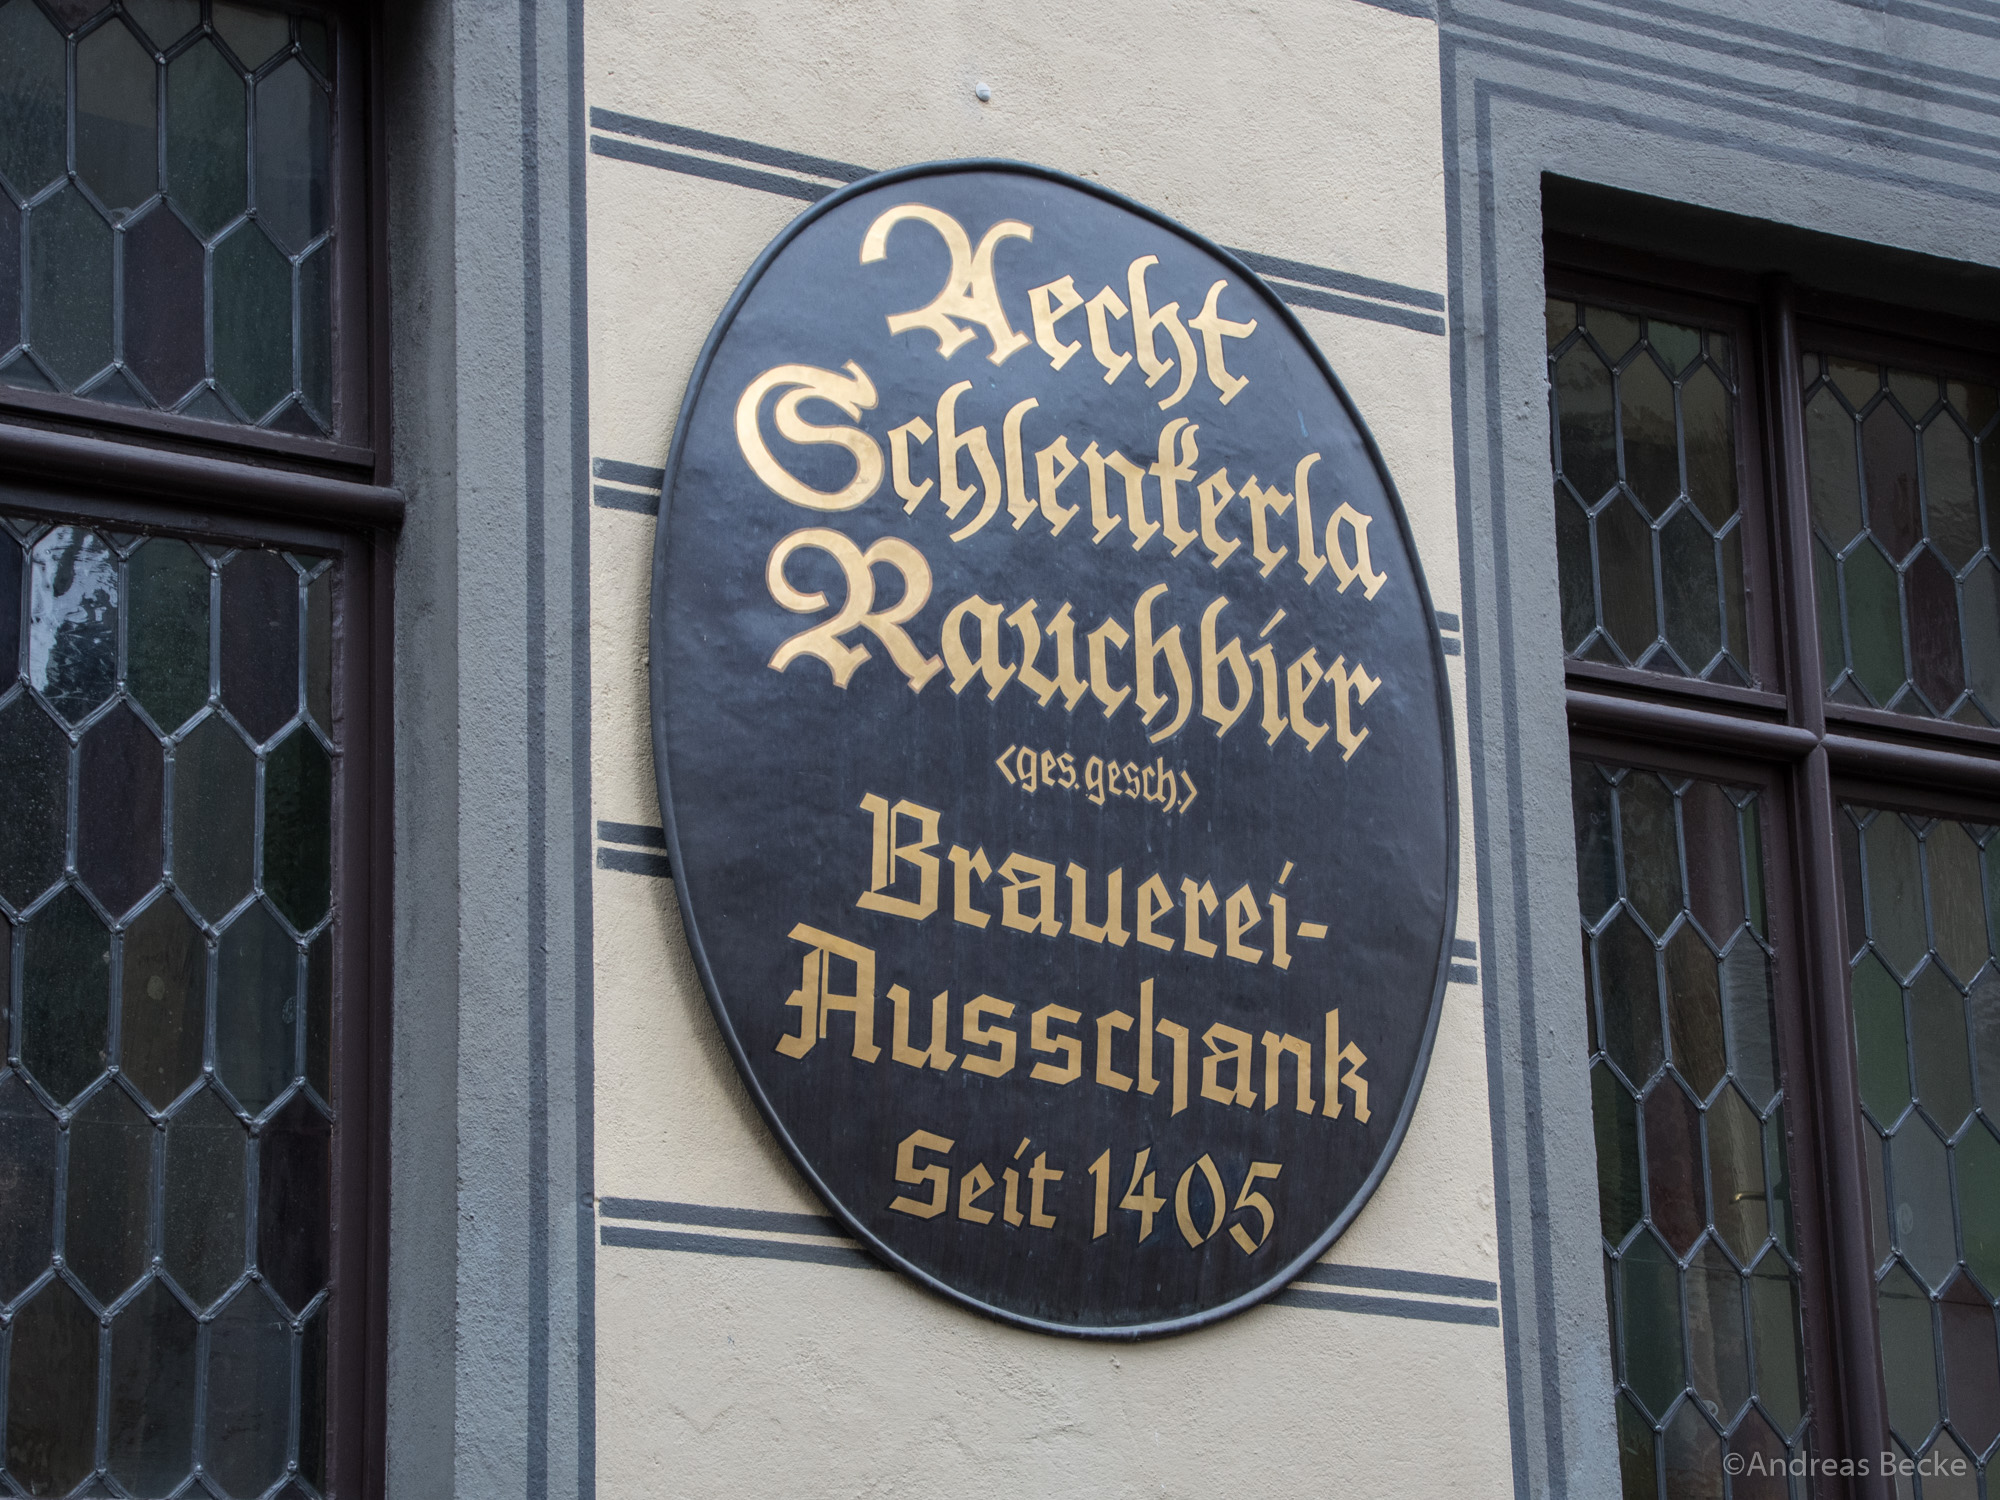 Aecht
Schlenkerla
Rauchbier
<ges. gesch.>
Brauerei-
Ausschank
Seit 1405
©Andreas Becke